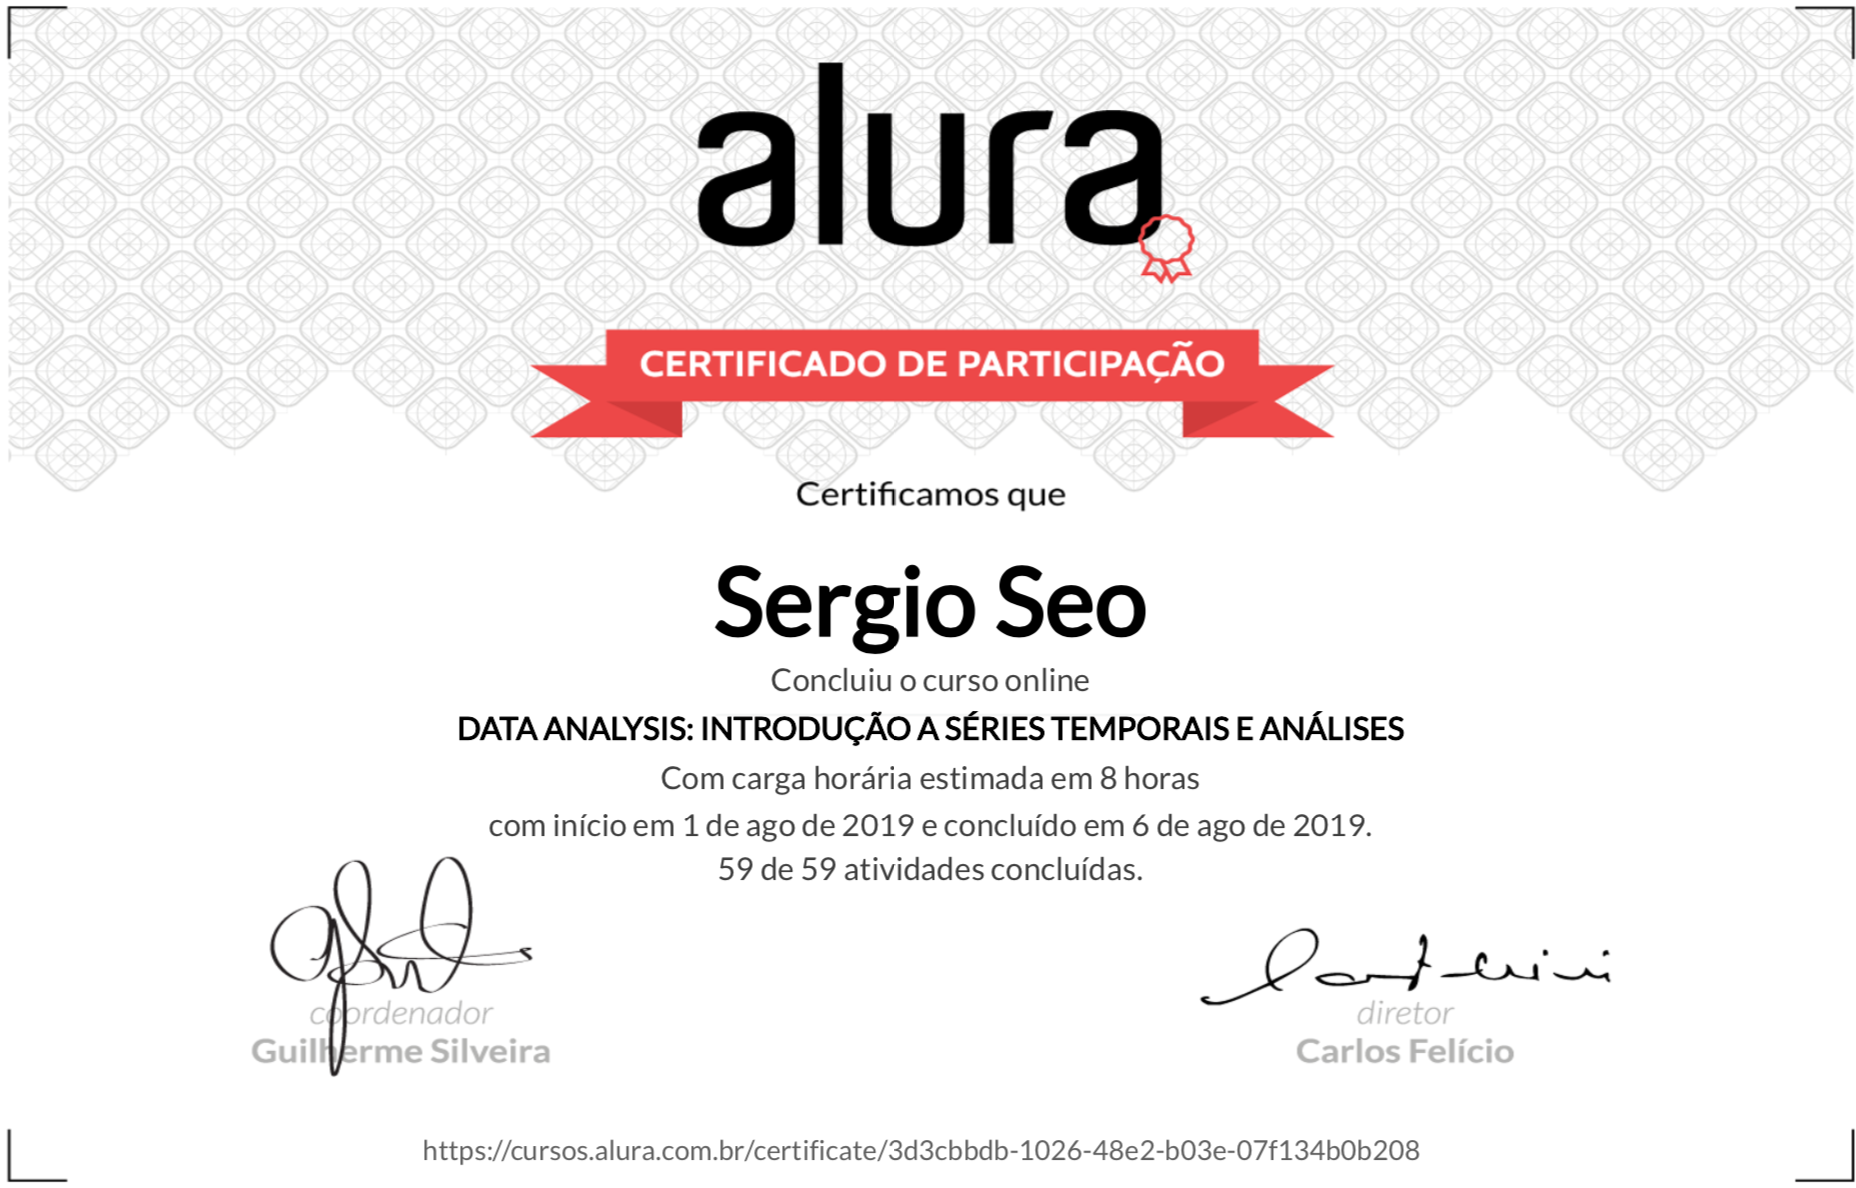 alura
CERTIFICADO DE PARTICIPAÇÃO
Certificamos que
Sergio Seo
Concluiu o curso online
DATA ANALYSIS: INTRODUÇÃO A SÉRIES TEMPORAIS E ANÁLISES
Com carga horária estimada em 8 horas
com início em 1 de ago de 2019 e concluído em 6 de ago de 2019.
59 de 59 atividades concluídas.
coordenador
Guilherme Silveira
diretor
Carlos Felício
https://cursos.alura.com.br/certificate/3d3cbbdb-1026-48e2-b03e-07f134b0b208